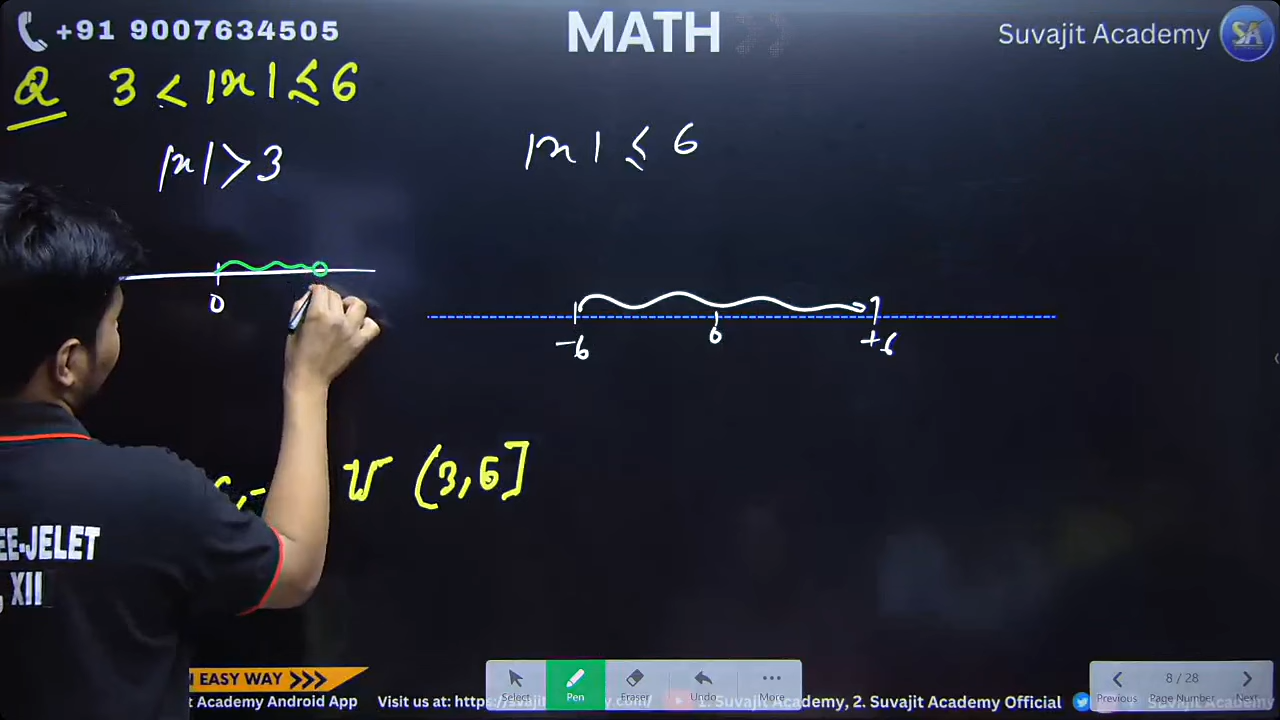 +91 9007634505
MATH
Suvajit Academy
SA
Q 3 < |x| ≤ 6
|x| > 3
|x| ≤ 6
0
-6 0 +6
∪ (3,6]
EE-JELET
XII
N EASY WAY >>>
Academy Android App
Visit us at: 1. Suvajit Academy, 2. Suvajit Academy Official
Select Pen Eraser Undo More
8 / 28
Previous Page Number Next